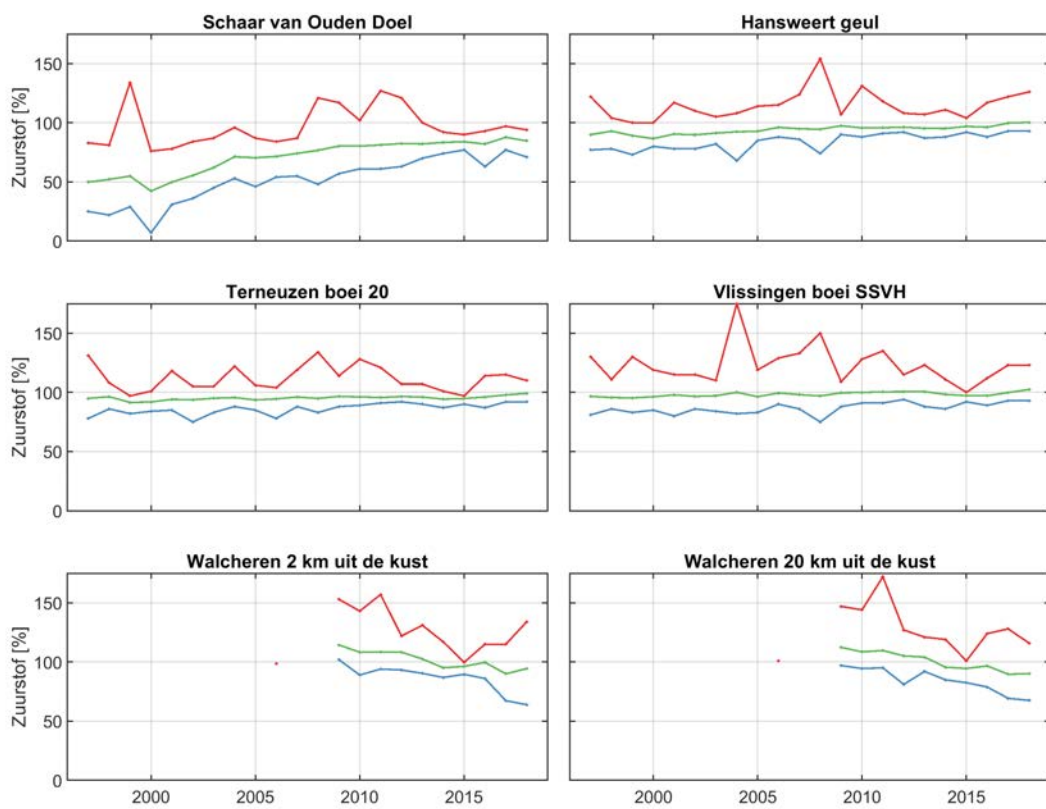 Schaar van Ouden Doel
Hansweert geul
Zuurstof [%]
150
100
50
0
Terneuzen boei 20
Vlissingen boei SSVH
Zuurstof [%]
150
100
50
0
Walcheren 2 km uit de kust
Walcheren 20 km uit de kust
Zuurstof [%]
150
100
50
0
2000 2005 2010 2015 2000 2005 2010 2015